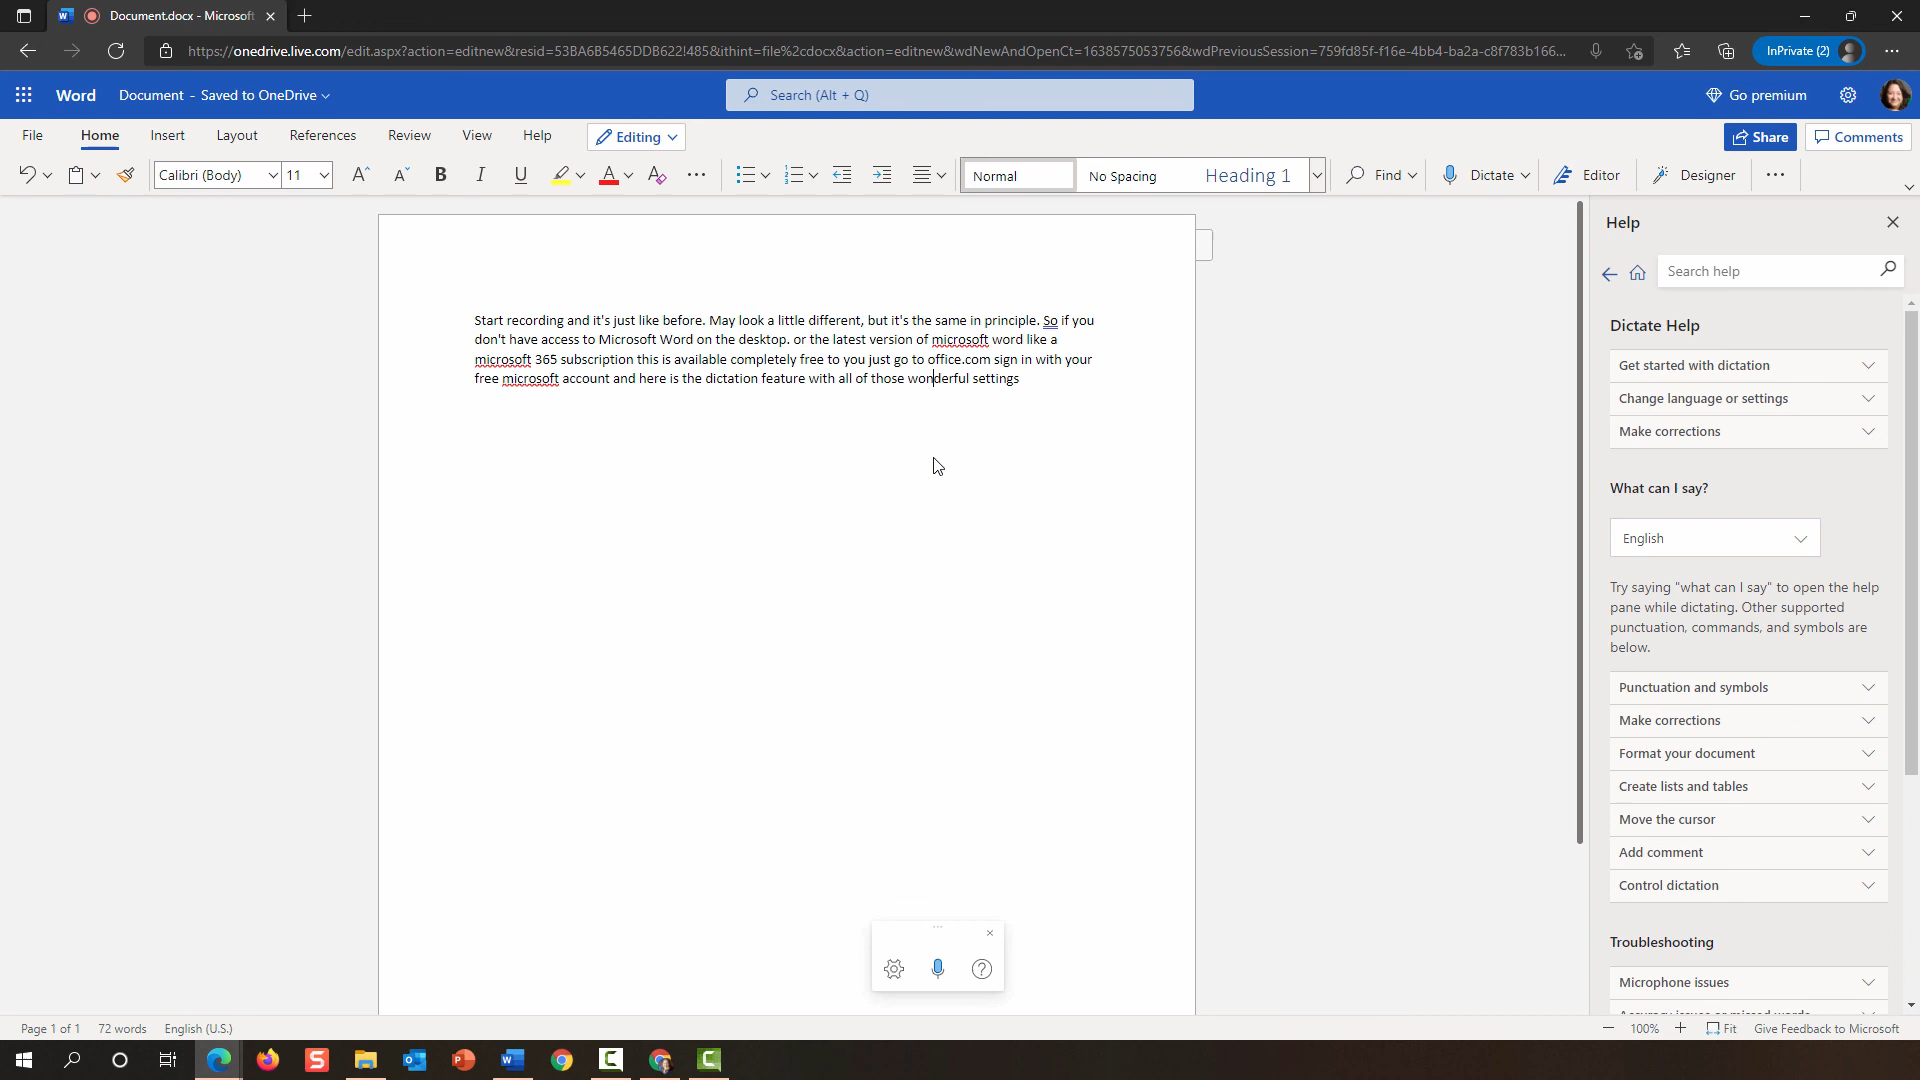 Document.docx - Microsoft
https://onedrive.live.com/edit.aspx?action=editnew&resid=53BA6B5465DDB622!485&ithint=file%2cdocx&action=editnew&wdNewAndOpenCt=1638575053756&wdPreviousSession=759fd85f-f16e-4bb4-ba2a-c8f783b166...
InPrivate (2)
Word
Document - Saved to OneDrive
Search (Alt + Q)
Go premium
File Home Insert Layout References Review View Help Editing
Share Comments
Calibri (Body) 11
B I U A A
Normal No Spacing Heading 1
Find Dictate Editor Designer
Start recording and it's just like before. May look a little different, but it's the same in principle. So if you
don't have access to Microsoft Word on the desktop. or the latest version of microsoft word like a
microsoft 365 subscription this is available completely free to you just go to office.com sign in with your
free microsoft account and here is the dictation feature with all of those wonderful settings
Help
Search help
Dictate Help
Get started with dictation
Change language or settings
Make corrections
What can I say?
English
Try saying "what can I say" to open the help
pane while dictating. Other supported
punctuation, commands, and symbols are
below.
Punctuation and symbols
Make corrections
Format your document
Create lists and tables
Move the cursor
Add comment
Control dictation
Troubleshooting
Microphone issues
Page 1 of 1 72 words English (U.S.)
100% Fit Give Feedback to Microsoft